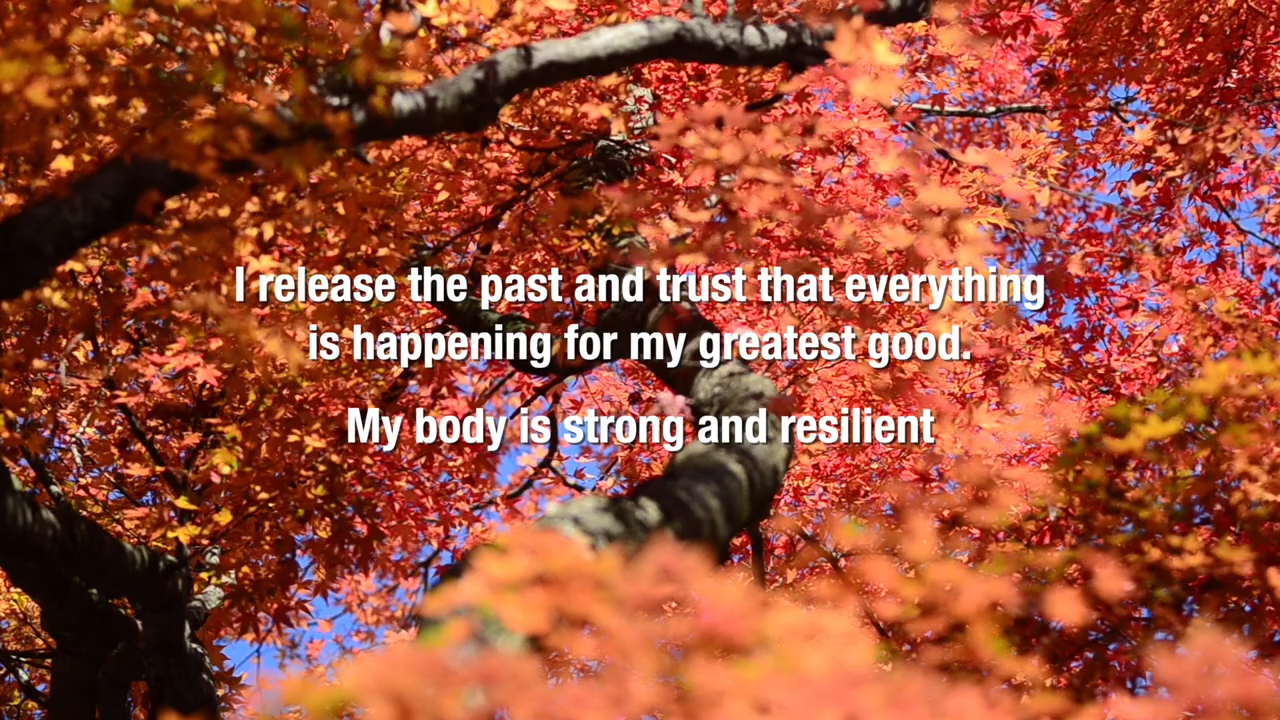 I release the past and trust that everything
is happening for my greatest good.
My body is strong and resilient